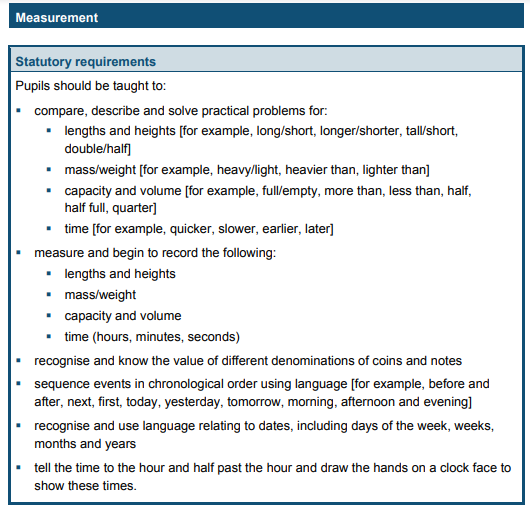 Measurement
Statutory requirements
Pupils should be taught to:
▪ compare, describe and solve practical problems for:
▪ lengths and heights [for example, long/short, longer/shorter, tall/short,
double/half]
▪ mass/weight [for example, heavy/light, heavier than, lighter than]
▪ capacity and volume [for example, full/empty, more than, less than, half,
half full, quarter]
▪ time [for example, quicker, slower, earlier, later]
▪ measure and begin to record the following:
▪ lengths and heights
▪ mass/weight
▪ capacity and volume
▪ time (hours, minutes, seconds)
▪ recognise and know the value of different denominations of coins and notes
▪ sequence events in chronological order using language [for example, before and
after, next, first, today, yesterday, tomorrow, morning, afternoon and evening]
▪ recognise and use language relating to dates, including days of the week, weeks,
months and years
▪ tell the time to the hour and half past the hour and draw the hands on a clock face to
show these times.